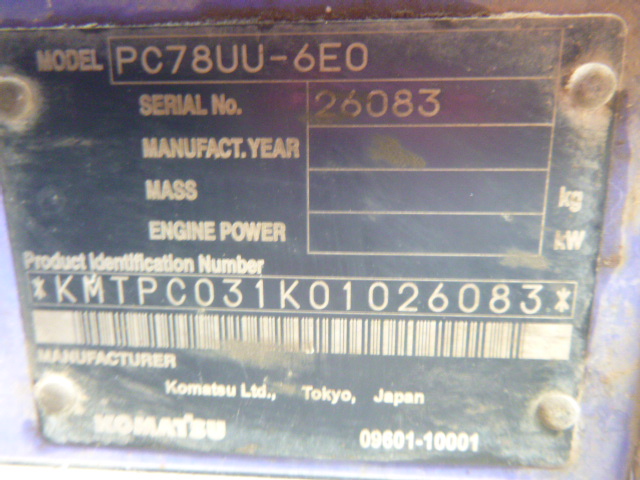 MODEL PC78UU-6E0
SERIAL No. 26083
MANUFACT. YEAR
MASS kg
ENGINE POWER kW
Product Identification Number
*KMTPC031K01026083*
MANUFACTURER
Komatsu Ltd., Tokyo, Japan
KOMATSU 09601-10001